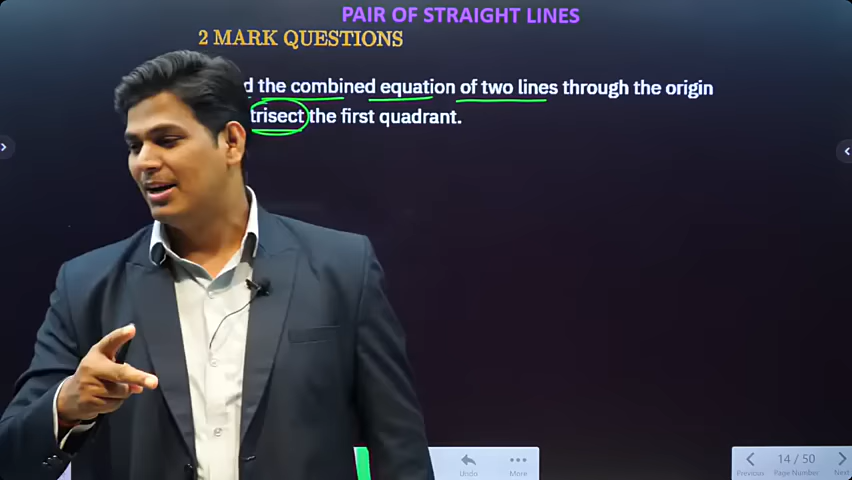 PAIR OF STRAIGHT LINES
2 MARK QUESTIONS
d the combined equation of two lines through the origin
trisect the first quadrant.
Undo
More
14 / 50
Previous
Page Number
Next